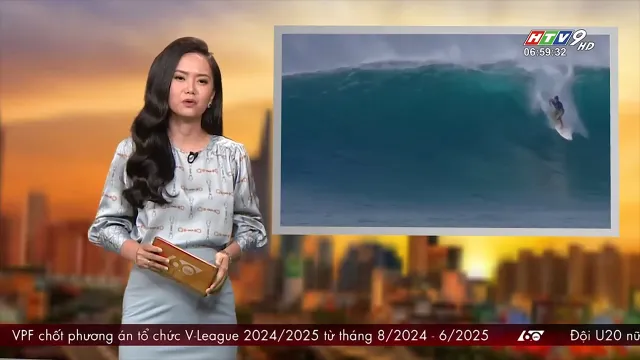 HTV9 HD
06:59:32
VPF chốt phương án tổ chức V-League 2024/2025 từ tháng 8/2024 - 6/2025 60 Đội U20 nữ